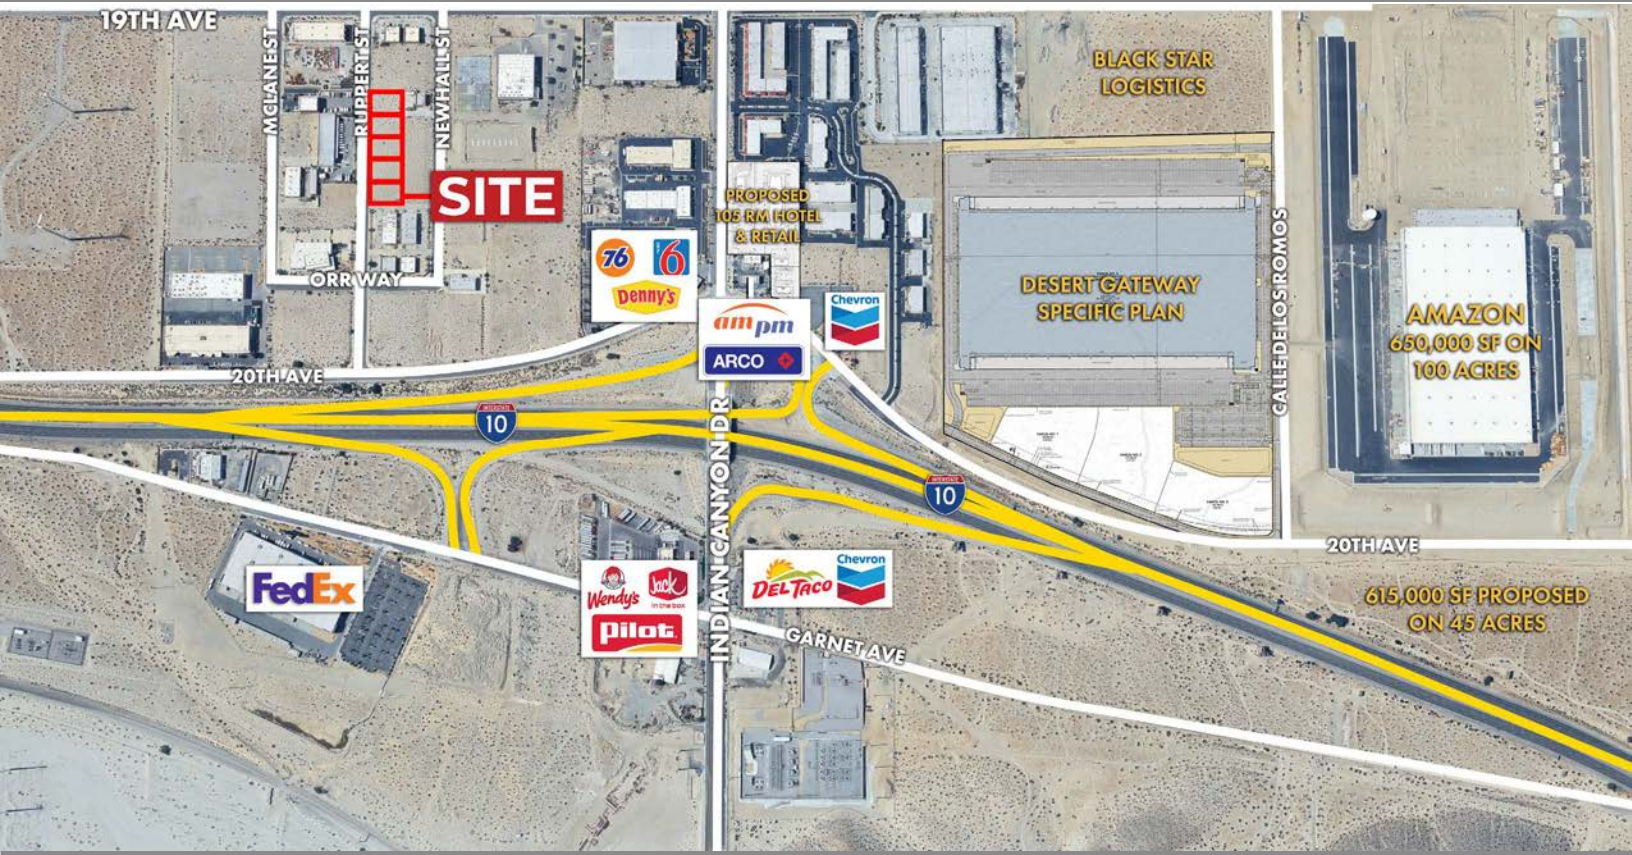 19TH AVE
MCLANE ST
RUPPERT ST
NEWHALL ST
BLACK STAR
LOGISTICS
SITE
PROPOSED
105 RM HOTEL
& RETAIL
CALLE DE LOS ROMOS
ORR WAY
76
6
Denny's
am pm
ARCO
Chevron
DESERT GATEWAY
SPECIFIC PLAN
AMAZON
650,000 SF ON
100 ACRES
20TH AVE
INTERSTATE
10
INDIAN CANYON DR
INTERSTATE
10
20TH AVE
FedEx
Wendy's
Jack
in the box
Pilot
DEL TACO
Chevron
615,000 SF PROPOSED
ON 45 ACRES
GARNET AVE